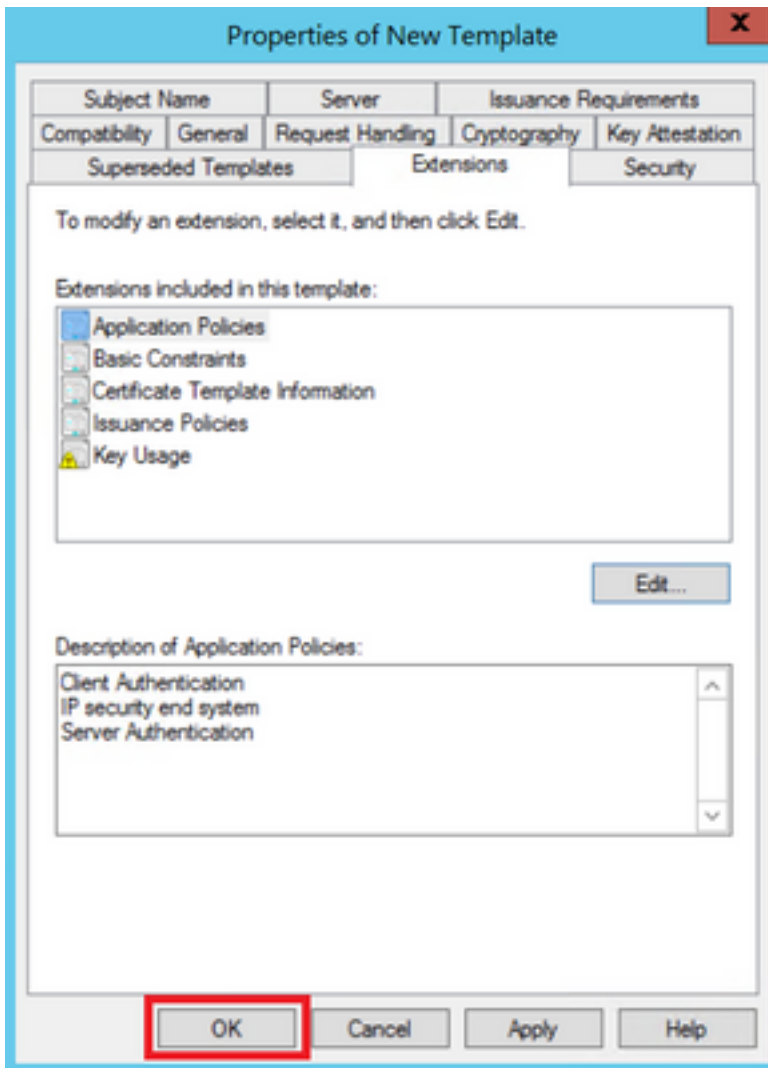 Properties of New Template
x
Subject Name Server Issuance Requirements
Compatibility General Request Handling Cryptography Key Attestation
Superseded Templates Extensions Security
To modify an extension, select it, and then click Edit.
Extensions included in this template:
Application Policies
Basic Constraints
Certificate Template Information
Issuance Policies
Key Usage
Edit...
Description of Application Policies:
Client Authentication
IP security end system
Server Authentication
OK Cancel Apply Help